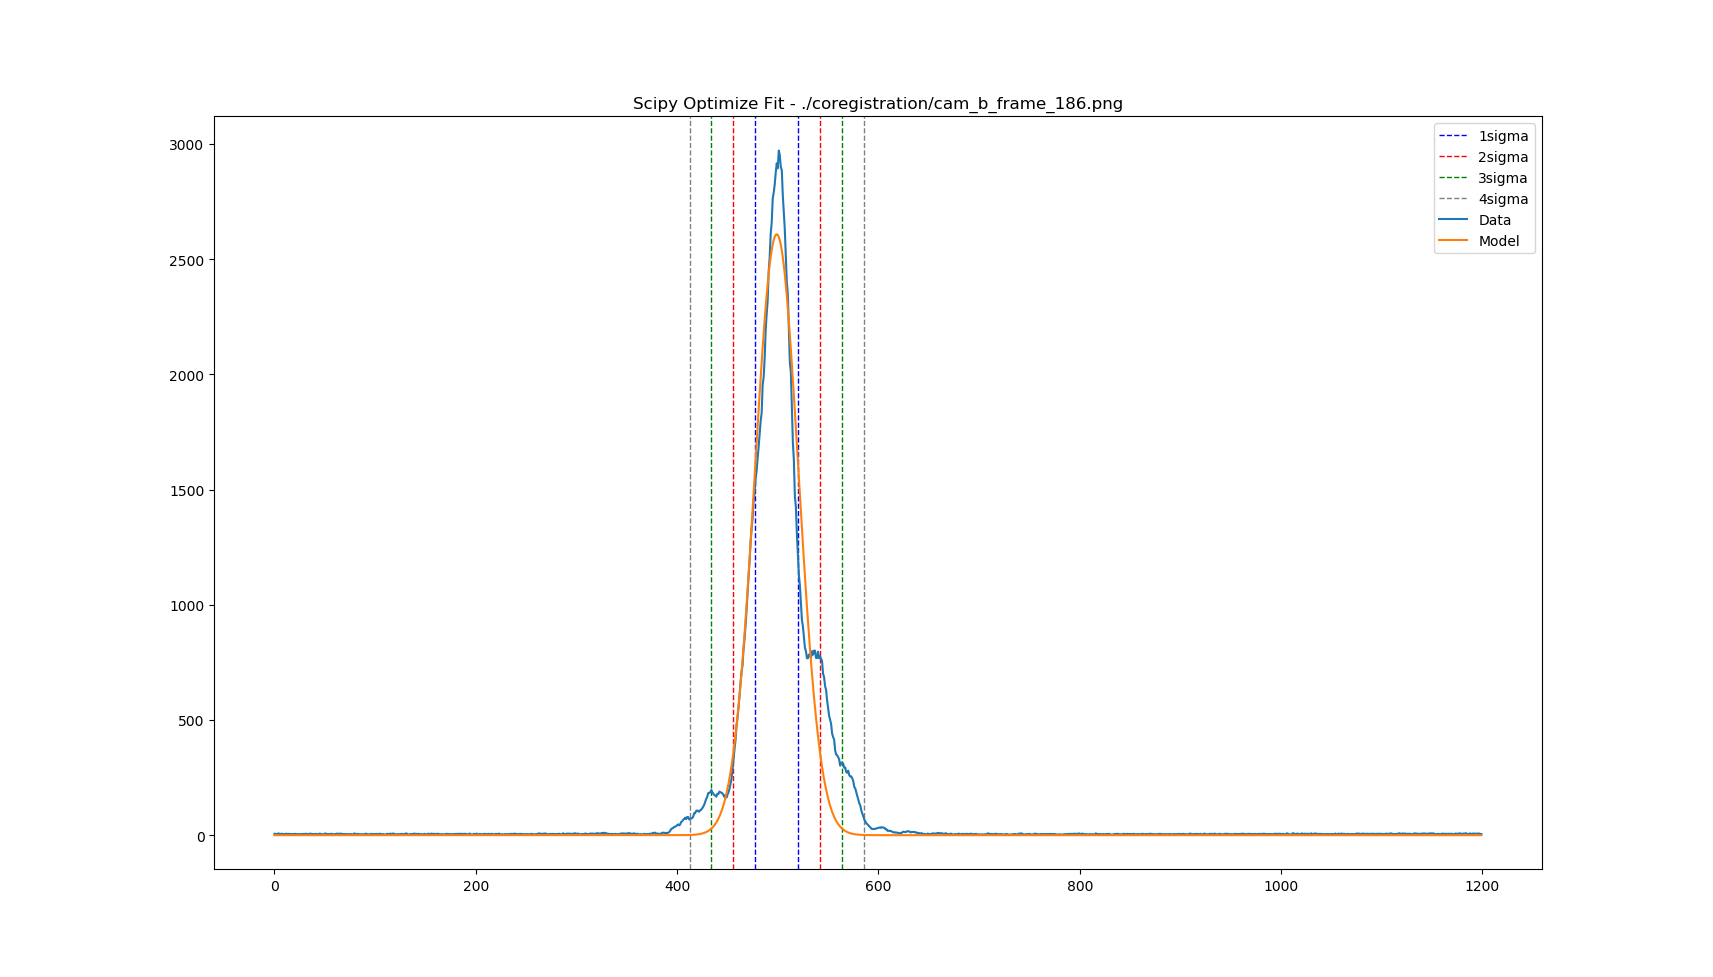 Scipy Optimize Fit - ./coregistration/cam_b_frame_186.png
1sigma
2sigma
3sigma
4sigma
Data
Model
3000
2500
2000
1500
1000
500
0
0 200 400 600 800 1000 1200